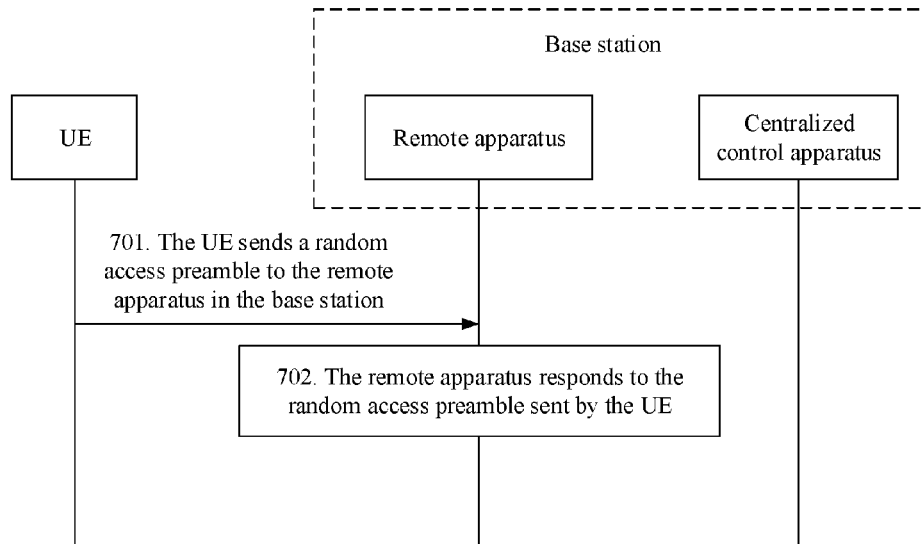 Base station
UE
Remote apparatus
Centralized
control apparatus
701. The UE sends a random
access preamble to the remote
apparatus in the base station
702. The remote apparatus responds to the
random access preamble sent by the UE